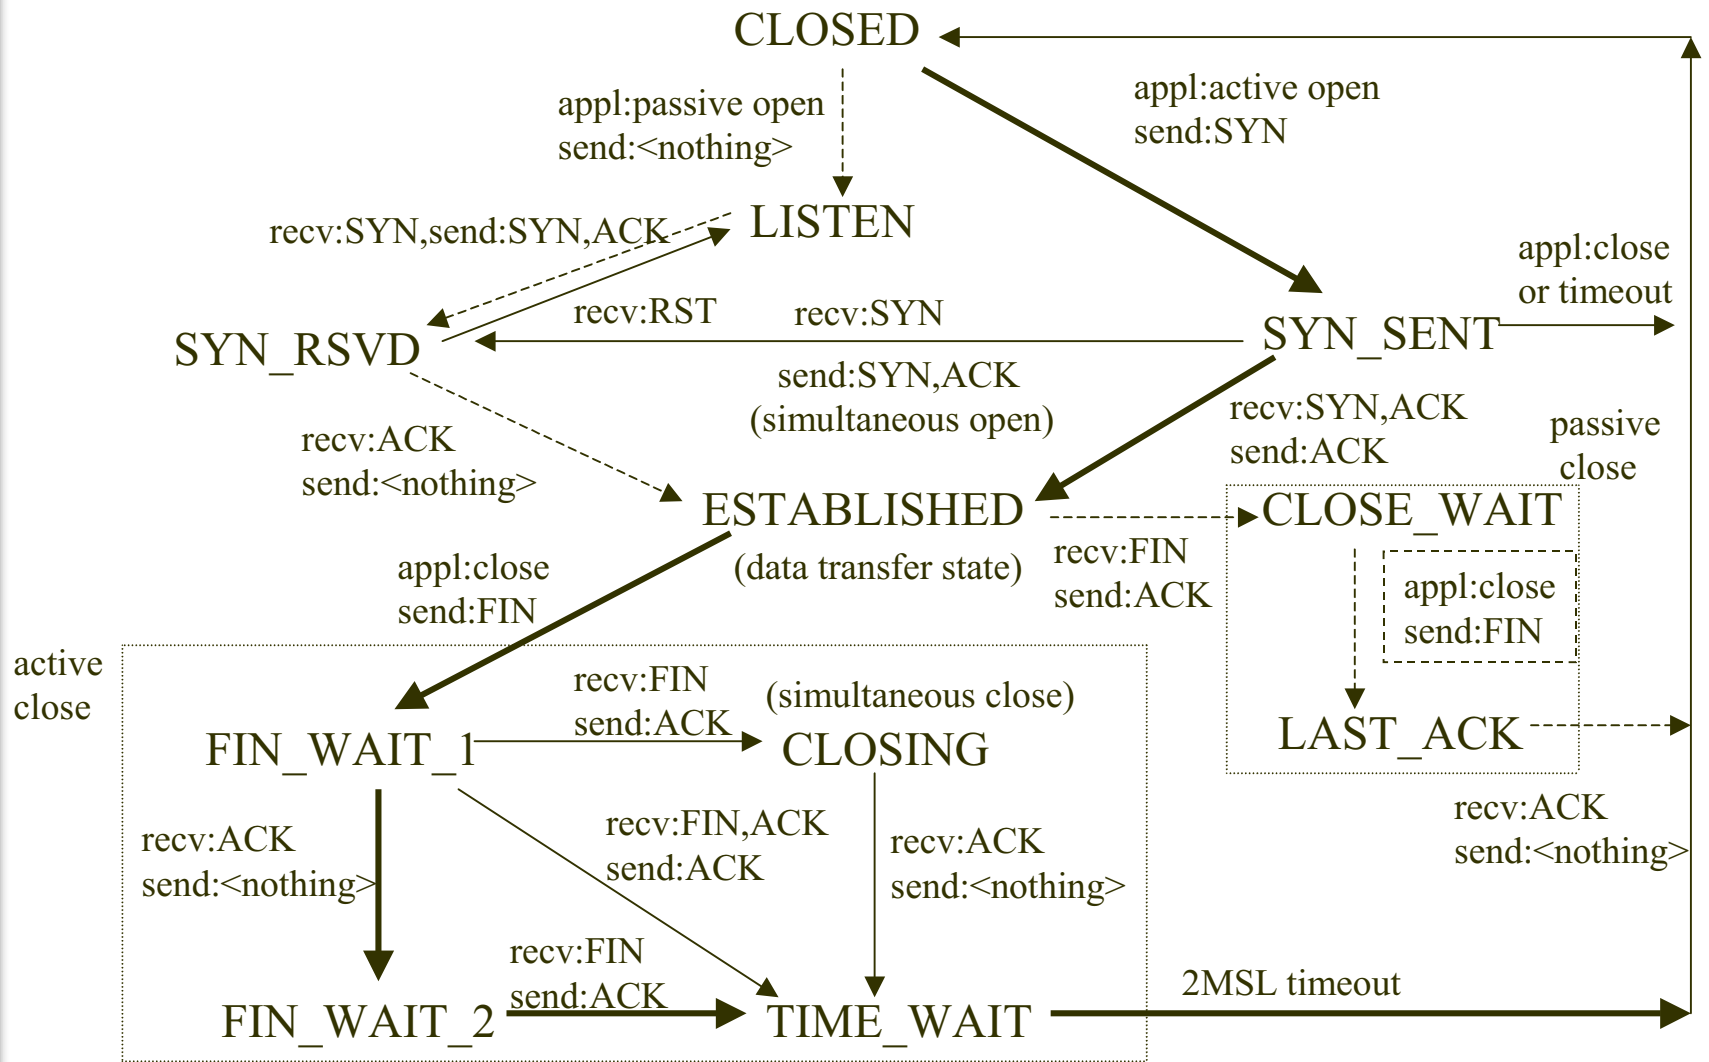 CLOSED
appl:passive open
send:<nothing>
appl:active open
send:SYN
LISTEN
recv:SYN,send:SYN,ACK
appl:close
or timeout
recv:RST
recv:SYN
SYN_RSVD
SYN_SENT
send:SYN,ACK
(simultaneous open)
recv:SYN,ACK
send:ACK
passive
close
recv:ACK
send:<nothing>
ESTABLISHED
(data transfer state)
CLOSE_WAIT
recv:FIN
send:ACK
appl:close
send:FIN
appl:close
send:FIN
active
close
recv:FIN
send:ACK
(simultaneous close)
FIN_WAIT_1
CLOSING
LAST_ACK
recv:ACK
send:<nothing>
recv:FIN,ACK
send:ACK
recv:ACK
send:<nothing>
recv:ACK
send:<nothing>
recv:FIN
send:ACK
2MSL timeout
FIN_WAIT_2
TIME_WAIT